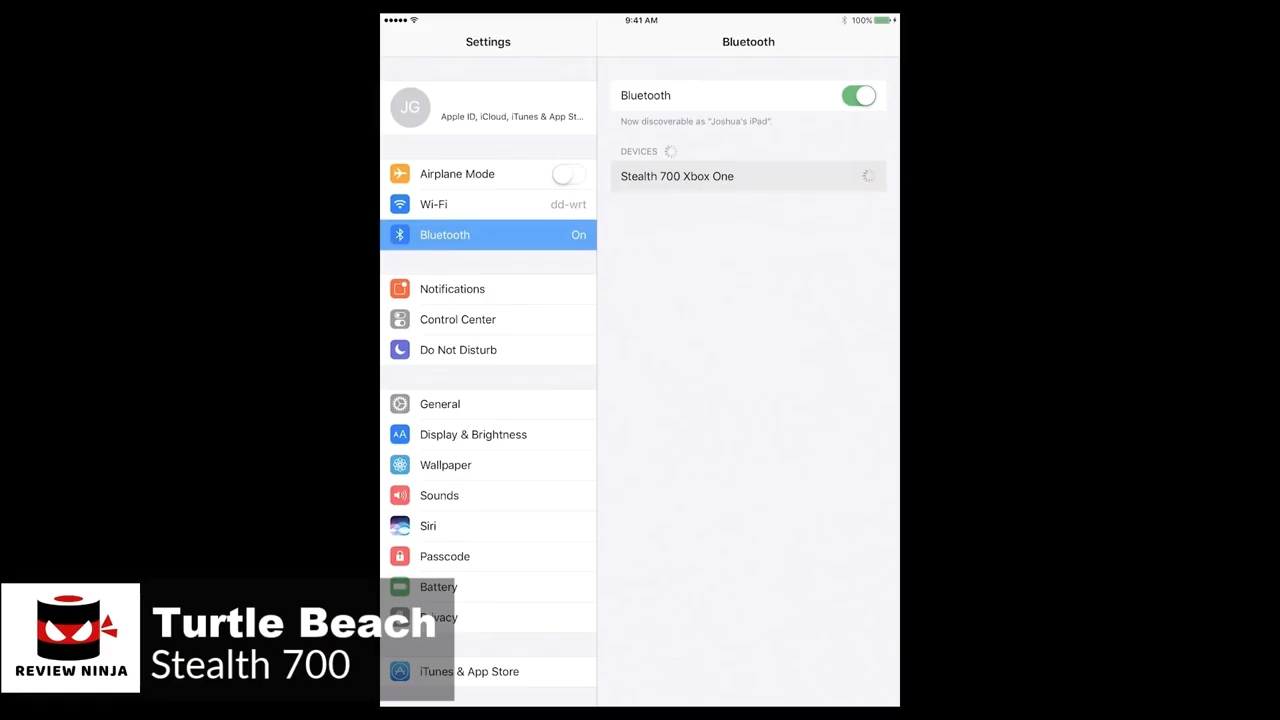 9:41 AM
100%
Settings
Bluetooth
JG
Apple ID, iCloud, iTunes & App St...
Airplane Mode
Wi-Fi
dd-wrt
Bluetooth
On
Notifications
Control Center
Do Not Disturb
General
Display & Brightness
AA
Wallpaper
Sounds
Siri
Passcode
Battery
Privacy
iTunes & App Store
Bluetooth
Now discoverable as "Joshua's iPad".
DEVICES
Stealth 700 Xbox One
REVIEW NINJA
Turtle Beach
Stealth 700